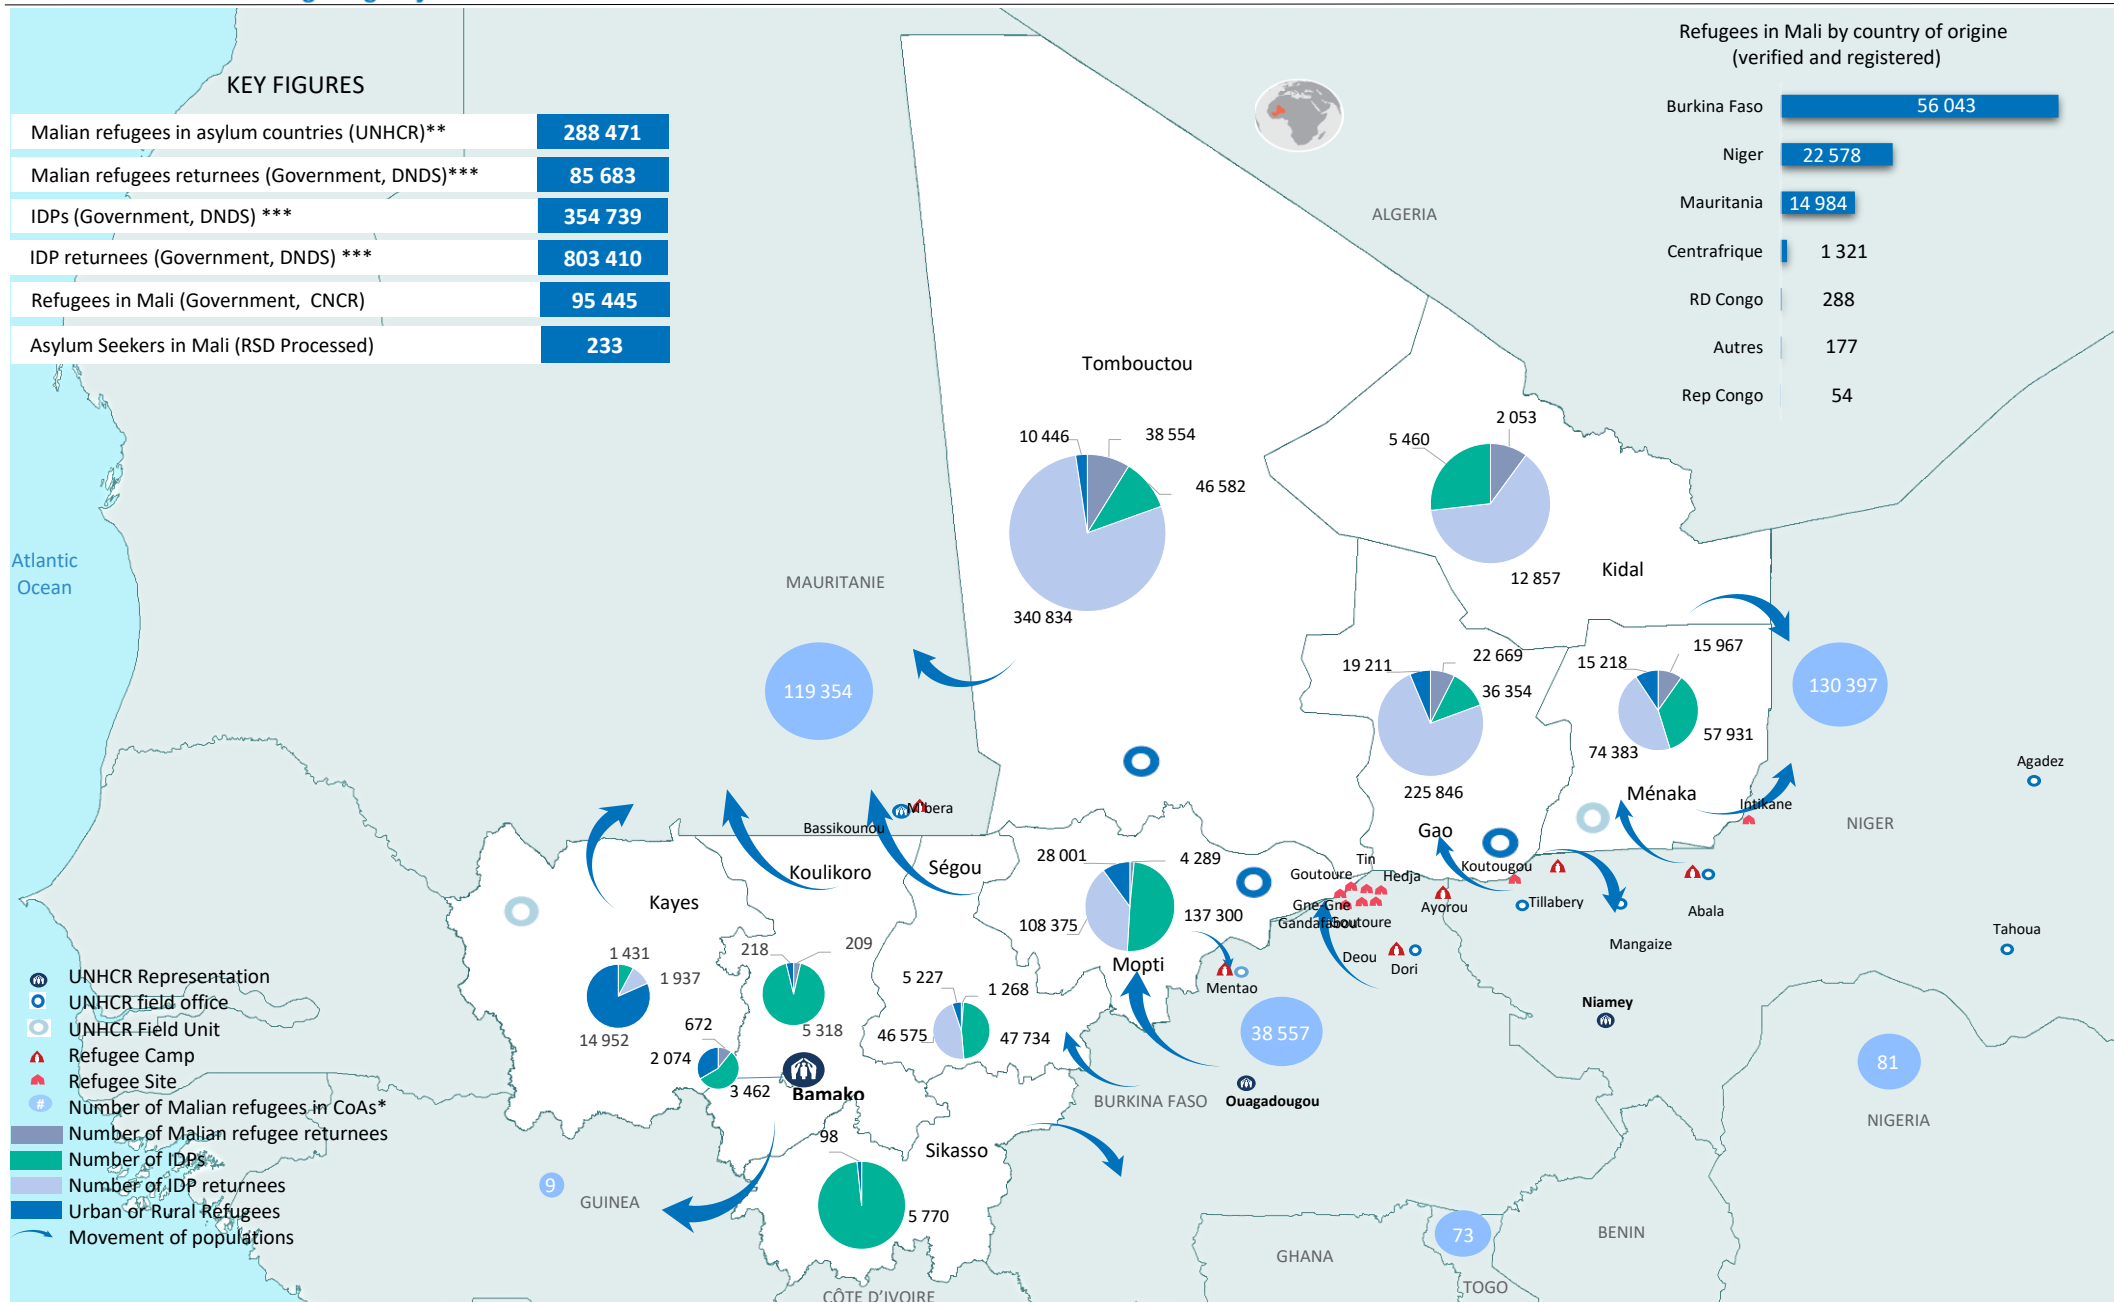 KEY FIGURES
Malian refugees in asylum countries (UNHCR)** 288 471
Malian refugees returnees (Government, DNDS)*** 85 683
IDPs (Government, DNDS) *** 354 739
IDP returnees (Government, DNDS) *** 803 410
Refugees in Mali (Government, CNCR) 95 445
Asylum Seekers in Mali (RSD Processed) 233
Refugees in Mali by country of origine
(verified and registered)
Burkina Faso 56 043
Niger 22 578
Mauritania 14 984
Centrafrique 1 321
RD Congo 288
Autres 177
Rep Congo 54
ALGERIA
Tombouctou
10 446
38 554
46 582
340 834
2 053
5 460
12 857
Kidal
Atlantic
Ocean
MAURITANIE
119 354
19 211
22 669
36 354
225 846
Gao
15 218
15 967
57 931
74 383
Ménaka
130 397
Agadez
Intikane
NIGER
M'bera
Bassikounou
Kayes
Koulikoro
Ségou
28 001
4 289
108 375
137 300
Mopti
Tin
Goutoure
Hedja
Koutougou
Gne-Gne
Gandafabou
Goutoure
Ayorou
Tillabery
Abala
Mangaize
Tahoua
Deou
Dori
Mentao
Niamey
1 431
1 937
14 952
218
209
5 318
672
2 074
3 462
Bamako
5 227
1 268
46 575
47 734
38 557
BURKINA FASO
Ouagadougou
81
NIGERIA
98
Sikasso
5 770
9
GUINEA
73
GHANA
TOGO
BENIN
CÔTE D'IVOIRE
UNHCR Representation
UNHCR field office
UNHCR Field Unit
Refugee Camp
Refugee Site
# Number of Malian refugees in CoAs*
Number of Malian refugee returnees
Number of IDPs
Number of IDP returnees
Urban or Rural Refugees
Movement of populations